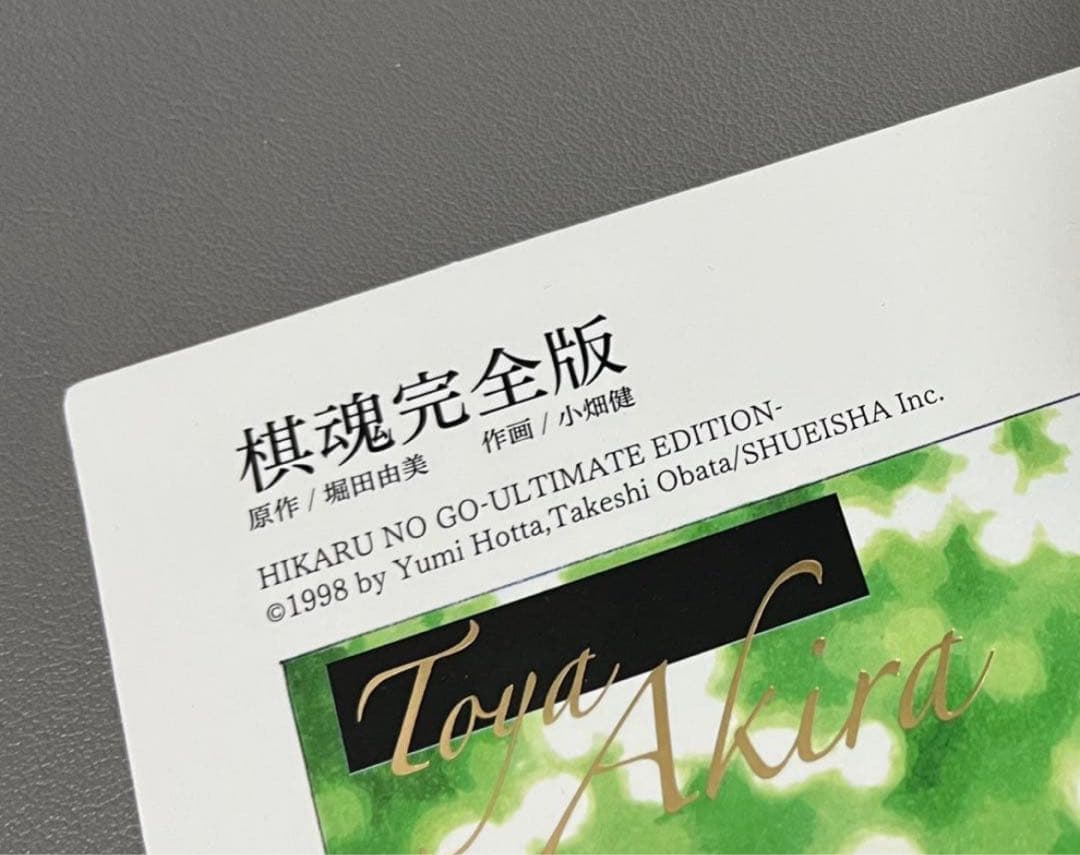 棋魂完全版
原作 / 堀田由美 作画 / 小畑健
HIKARU NO GO-ULTIMATE EDITION-
©1998 by Yumi Hotta,Takeshi Obata/SHUEISHA Inc.
Toya
Akira